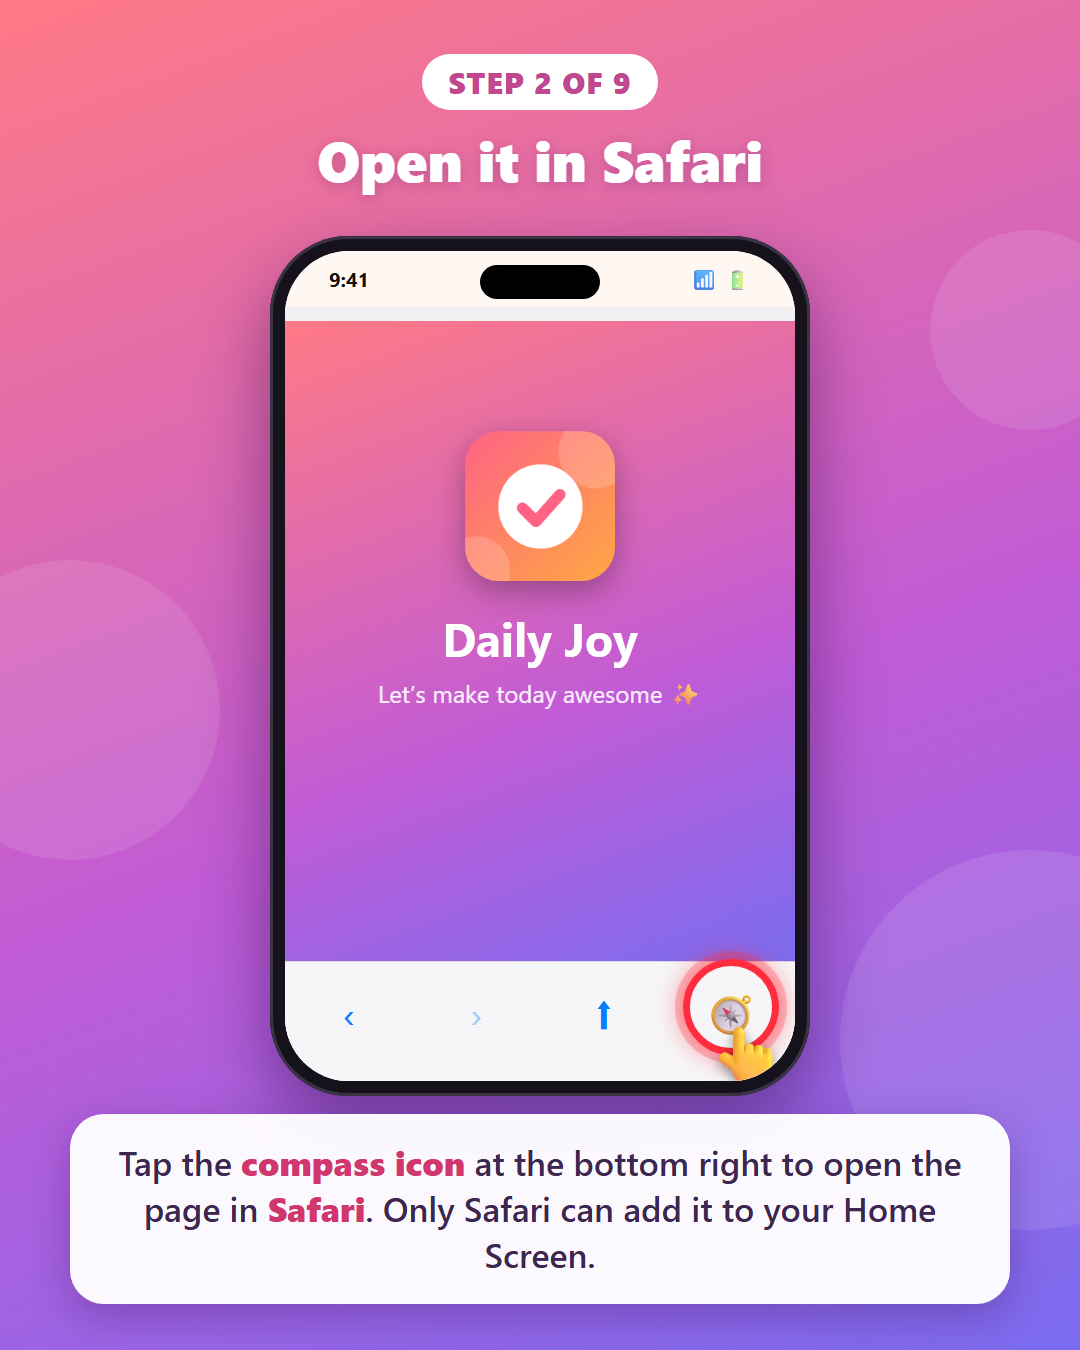 STEP 2 OF 9
Open it in Safari
9:41
Daily Joy
Let's make today awesome ✨
Tap the compass icon at the bottom right to open the
page in Safari. Only Safari can add it to your Home
Screen.